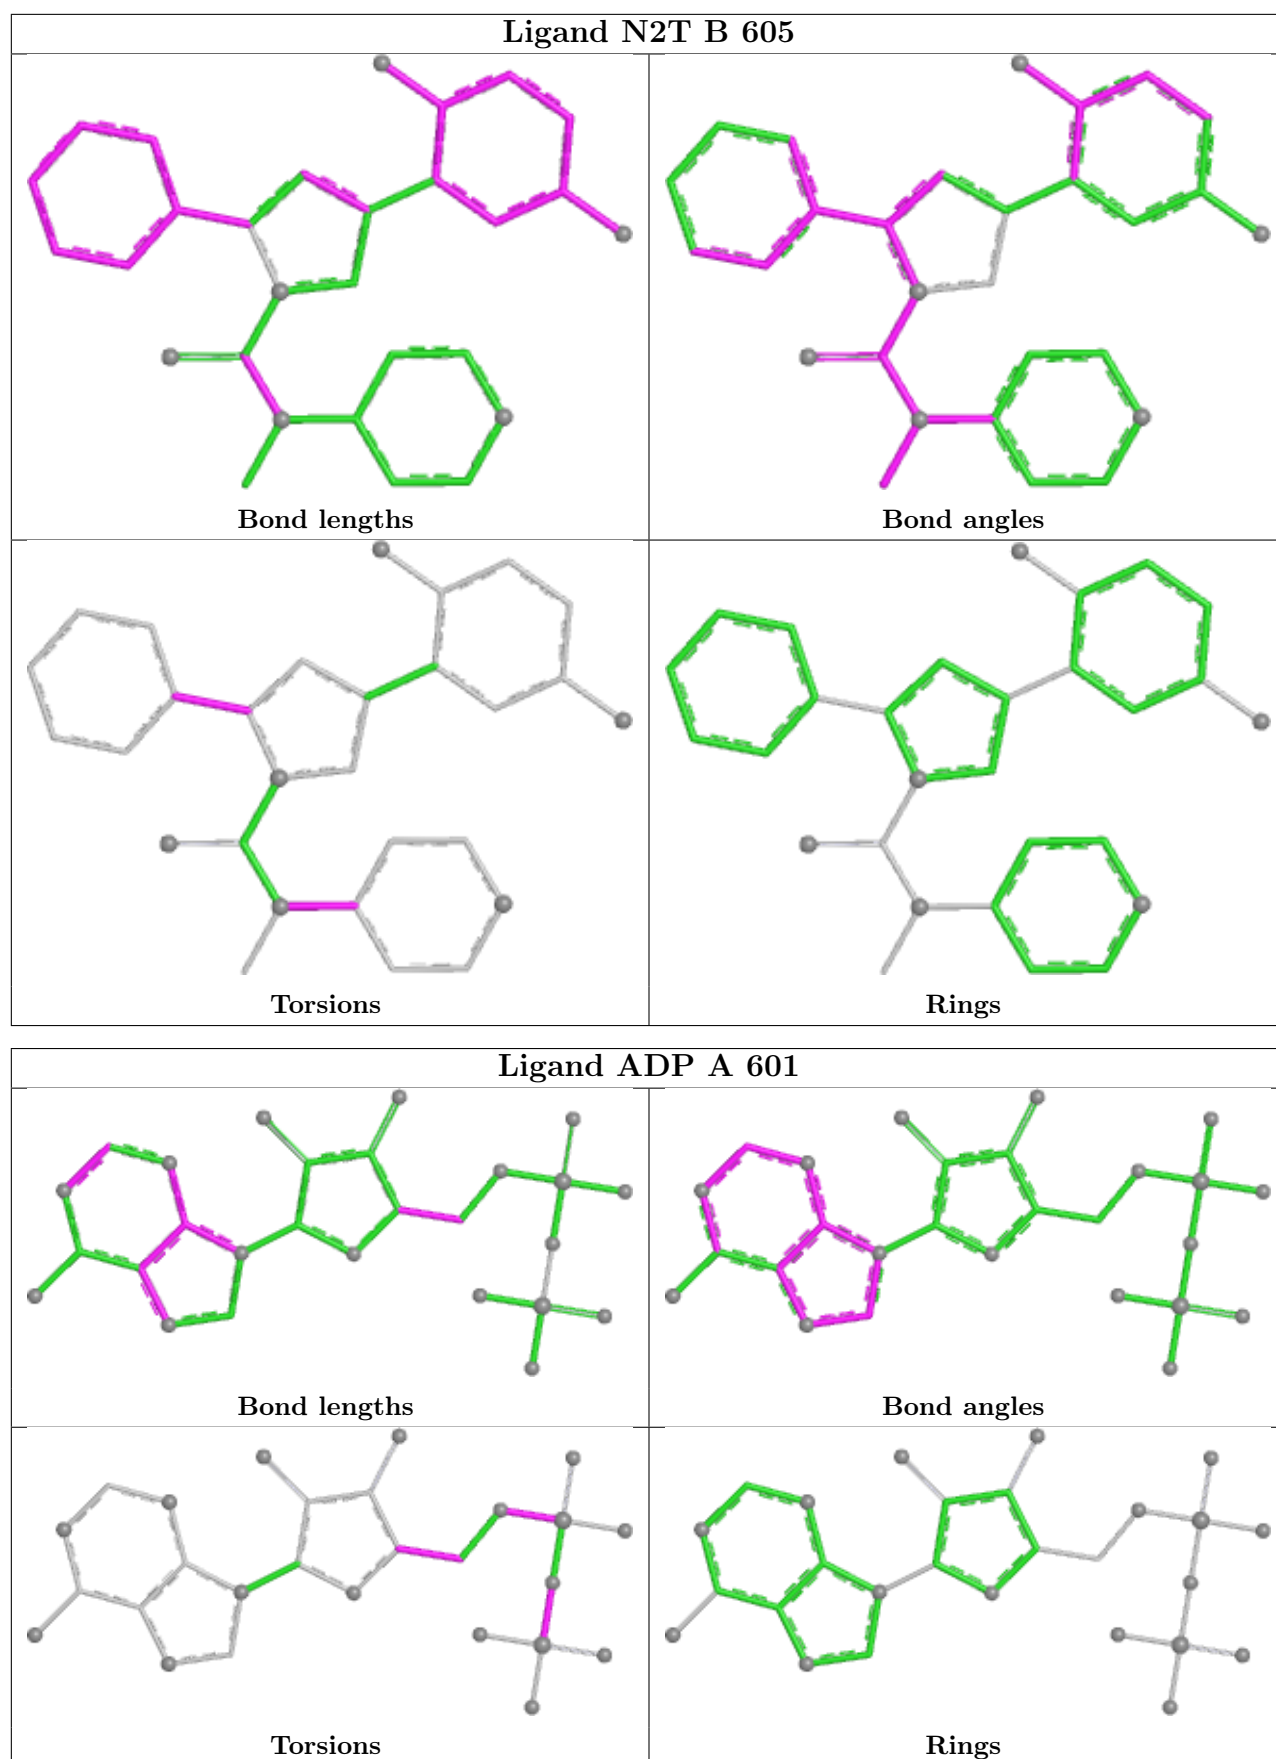 Ligand N2T B 605
Bond lengths
Bond angles
Torsions
Rings
Ligand ADP A 601
Bond lengths
Bond angles
Torsions
Rings